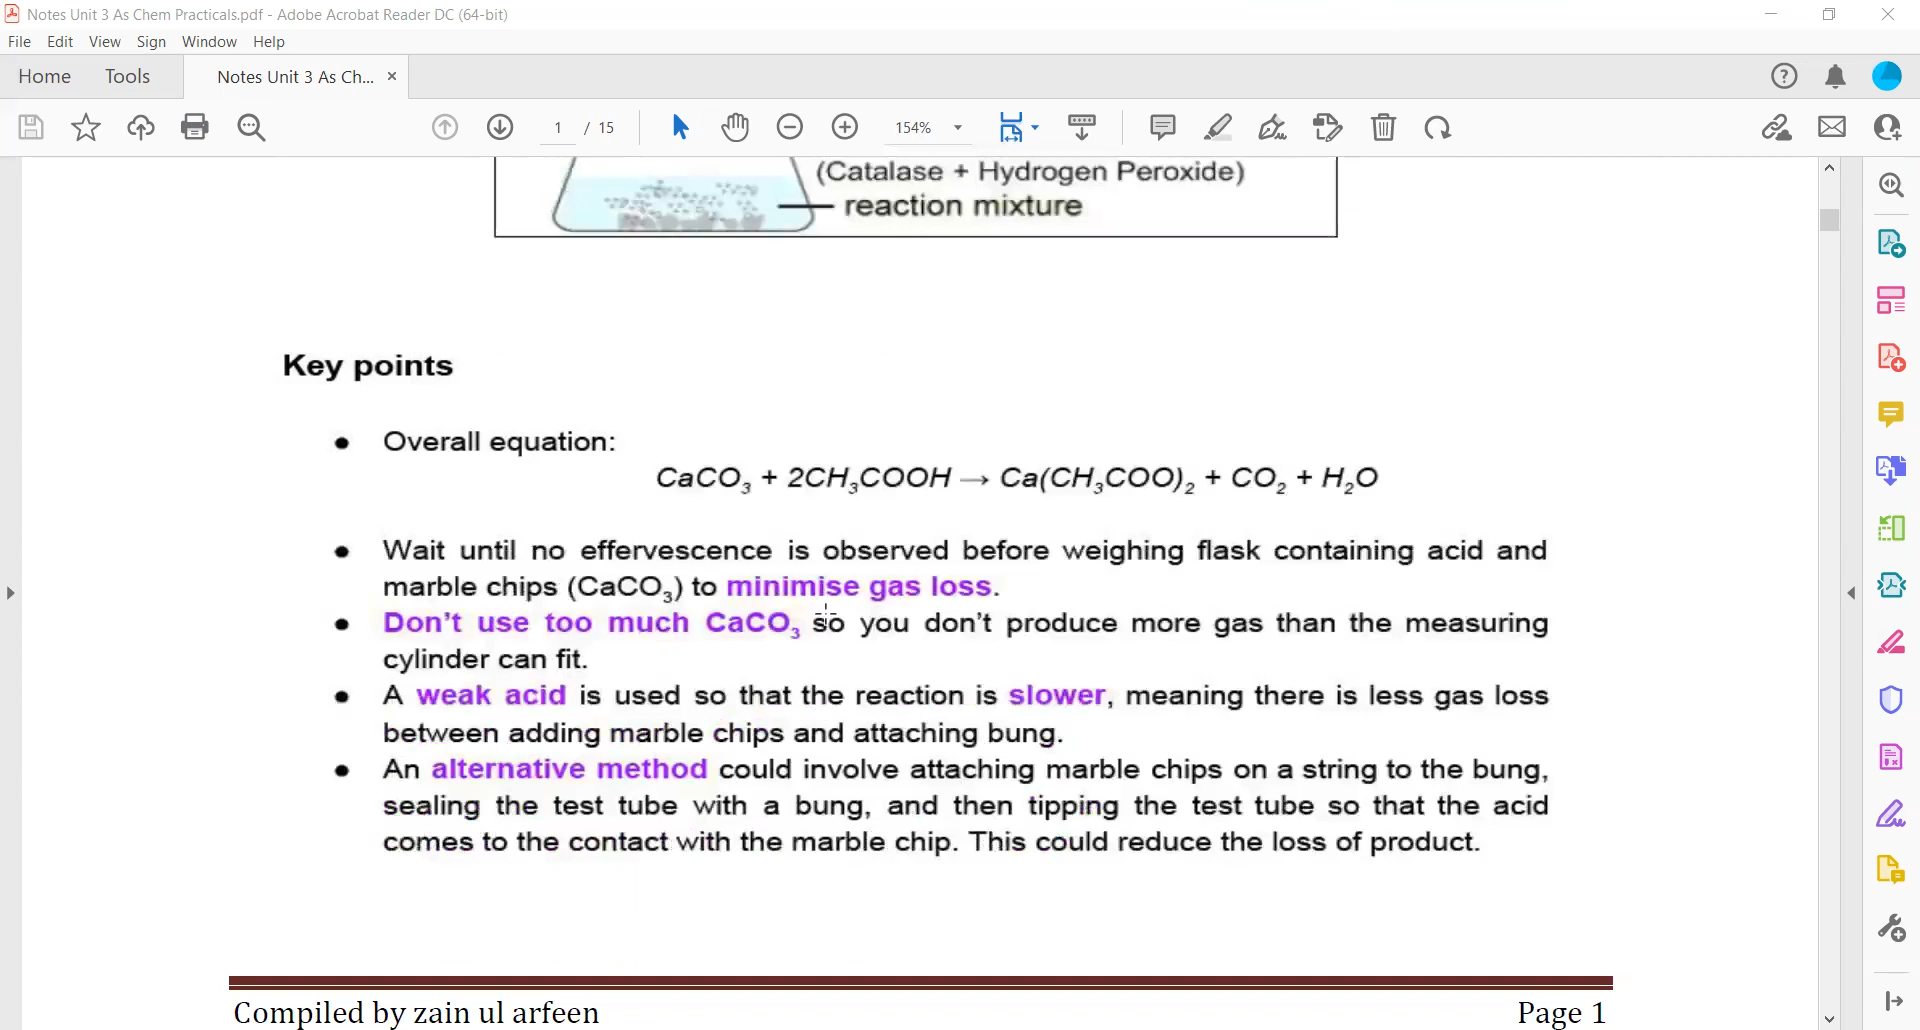 Notes Unit 3 As Chem Practicals.pdf - Adobe Acrobat Reader DC (64-bit)
File Edit View Sign Window Help
Home Tools Notes Unit 3 As Ch... ×
1 / 15 154%
(Catalase + Hydrogen Peroxide)
reaction mixture
Key points
• Overall equation:
CaCO₃ + 2CH₃COOH → Ca(CH₃COO)₂ + CO₂ + H₂O
• Wait until no effervescence is observed before weighing flask containing acid and
marble chips (CaCO₃) to minimise gas loss.
• Don't use too much CaCO₃ so you don't produce more gas than the measuring
cylinder can fit.
• A weak acid is used so that the reaction is slower, meaning there is less gas loss
between adding marble chips and attaching bung.
• An alternative method could involve attaching marble chips on a string to the bung,
sealing the test tube with a bung, and then tipping the test tube so that the acid
comes to the contact with the marble chip. This could reduce the loss of product.
Compiled by zain ul arfeen Page 1